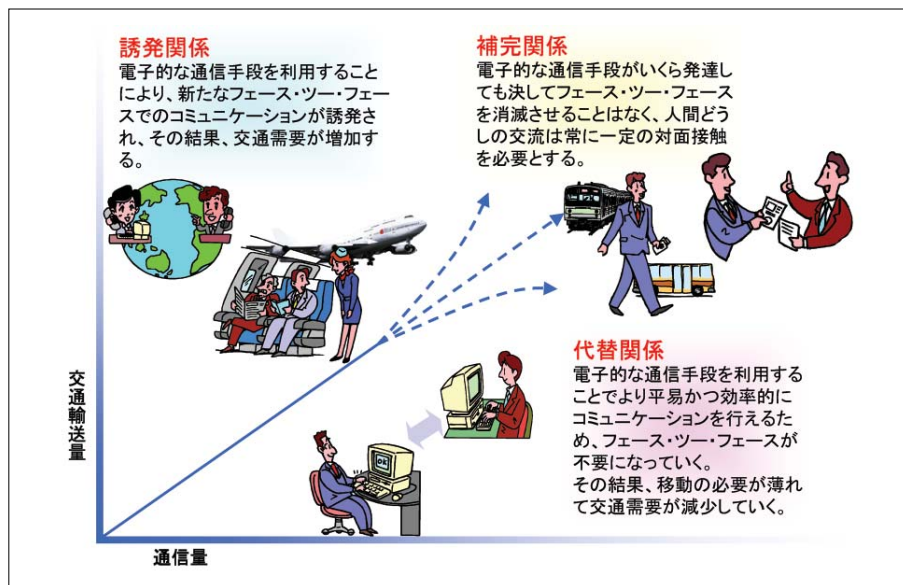 誘発関係
電子的な通信手段を利用すること
により、新たなフェース・ツー・フェー
スでのコミュニケーションが誘発さ
れ、その結果、交通需要が増加す
る。
補完関係
電子的な通信手段がいくら発達し
ても決してフェース・ツー・フェース
を消滅させることはなく、人間どう
しの交流は常に一定の対面接触
を必要とする。
代替関係
電子的な通信手段を利用する
ことでより平易かつ効率的に
コミュニケーションを行えるた
め、フェース・ツー・フェースが
不要になっていく。
その結果、移動の必要が薄れ
て交通需要が減少していく。
OK
交通輸送量
通信量